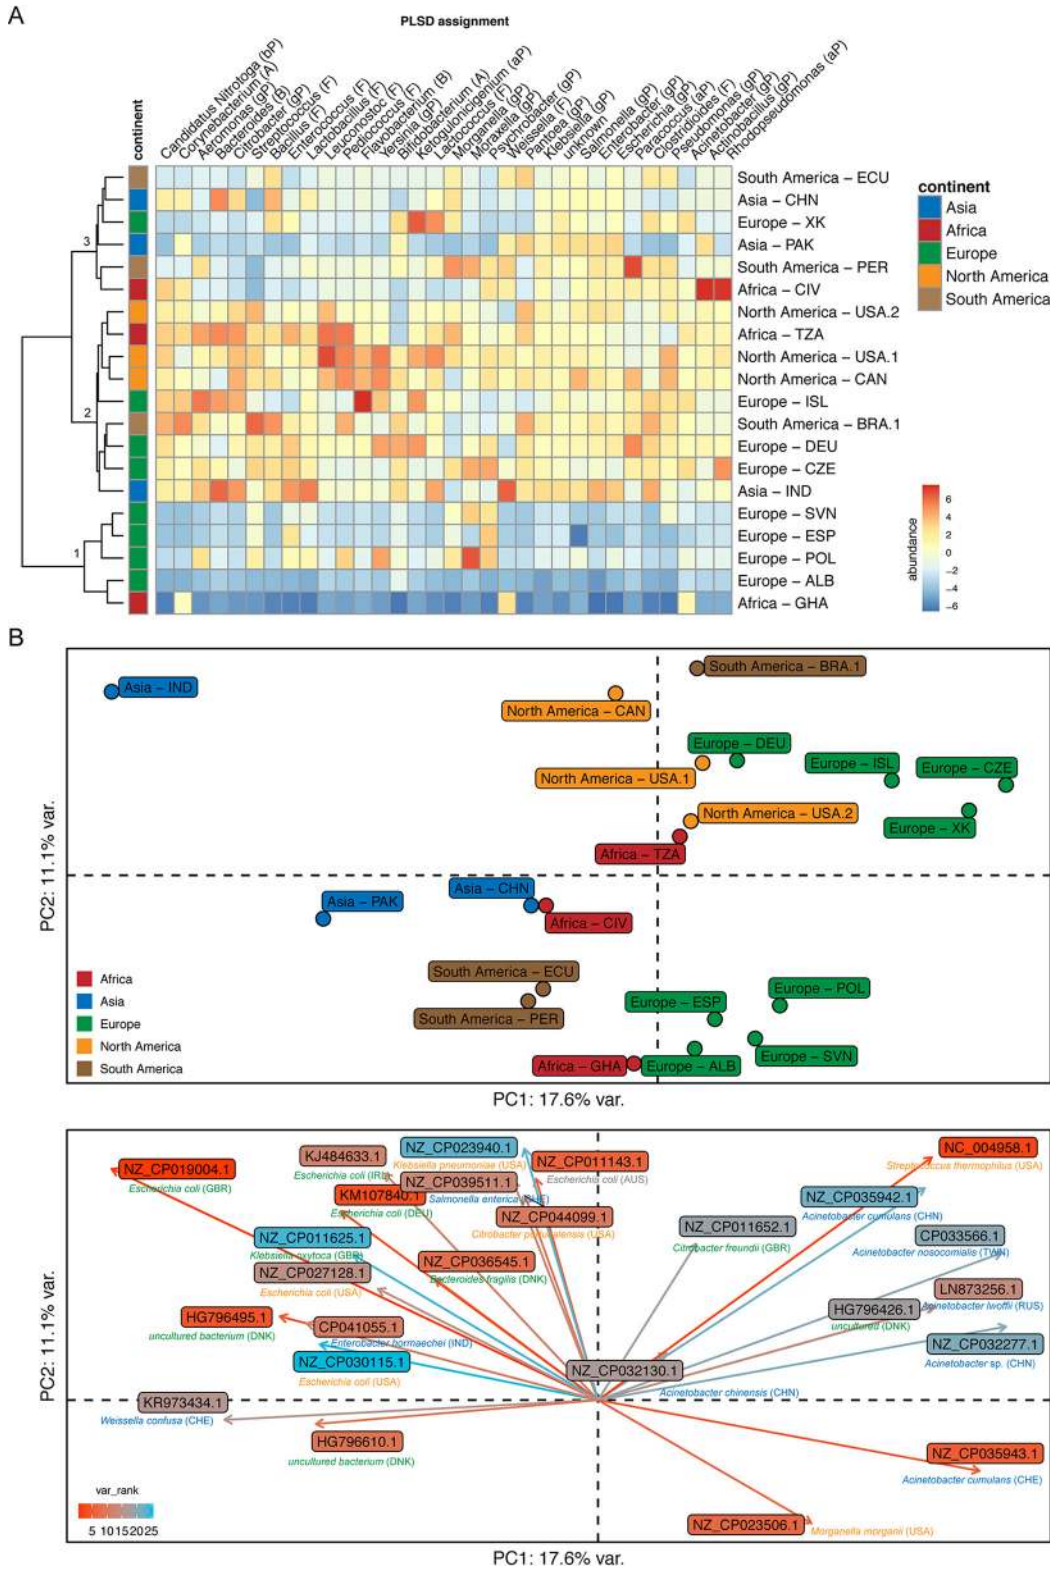 A
PLSD assignment
continent
Candidatus Nitrotoga (bP)
Corynebacterium (A)
Aeromonas (gP)
Bacteroides (B)
Citrobacter (gP)
Streptococcus (F)
Bacillus (F)
Enterococcus (F)
Lactobacillus (F)
Leuconostoc (F)
Pediococcus (F)
Flavobacterium (B)
Yersinia (gP)
Bifidobacterium (A)
Ketogulonicigenium (aP)
Lactococcus (F)
Morganella (gP)
Moraxella (gP)
Psychrobacter (gP)
Weissella (F)
Pantoea (gP)
Klebsiella (gP)
unknown
Salmonella (gP)
Enterobacter (gP)
Escherichia (gP)
Paracoccus (aP)
Clostridioides (F)
Pseudomonas (gP)
Acinetobacter (gP)
Actinobacillus (gP)
Rhodopseudomonas (aP)
South America – ECU
Asia – CHN
Europe – XK
Asia – PAK
South America – PER
Africa – CIV
North America – USA.2
Africa – TZA
North America – USA.1
North America – CAN
Europe – ISL
South America – BRA.1
Europe – DEU
Europe – CZE
Asia – IND
Europe – SVN
Europe – ESP
Europe – POL
Europe – ALB
Africa – GHA
3
2
1
continent
Asia
Africa
Europe
North America
South America
abundance
6
4
2
0
-2
-4
-6
B
South America – BRA.1
Asia – IND
North America – CAN
Europe – DEU
Europe – ISL
Europe – CZE
North America – USA.1
North America – USA.2
Europe – XK
Africa – TZA
Asia – CHN
Asia – PAK
Africa – CIV
South America – ECU
Europe – POL
Europe – ESP
South America – PER
Europe – SVN
Africa – GHA
Europe – ALB
Africa
Asia
Europe
North America
South America
PC2: 11.1% var.
PC1: 17.6% var.
NZ_CP019004.1
Escherichia coli (GBR)
KJ484633.1
Escherichia coli (IRL)
NZ_CP023940.1
Klebsiella pneumoniae (USA)
NZ_CP011143.1
Escherichia coli (AUS)
NC_004958.1
Streptococcus thermophilus (USA)
NZ_CP039511.1
Salmonella enterica (CHE)
KM107840.1
Escherichia coli (DEU)
NZ_CP035942.1
Acinetobacter cumulans (CHN)
NZ_CP044099.1
Citrobacter portucalensis (USA)
NZ_CP011652.1
Citrobacter freundii (GBR)
NZ_CP011625.1
Klebsiella oxytoca (GBR)
CP033566.1
Acinetobacter nosocomialis (TWN)
NZ_CP036545.1
Bacteroides fragilis (DNK)
NZ_CP027128.1
Escherichia coli (USA)
LN873256.1
Acinetobacter lwoffii (RUS)
HG796495.1
uncultured bacterium (DNK)
HG796426.1
uncultured (DNK)
CP041055.1
Enterobacter hormaechei (IND)
NZ_CP032277.1
Acinetobacter sp. (CHN)
NZ_CP030115.1
Escherichia coli (USA)
NZ_CP032130.1
Acinetobacter chinensis (CHN)
KR973434.1
Weissella confusa (CHE)
HG796610.1
uncultured bacterium (DNK)
NZ_CP035943.1
Acinetobacter cumulans (CHE)
NZ_CP023506.1
Morganella morganii (USA)
var_rank
5 10 15 20 25
PC2: 11.1% var.
PC1: 17.6% var.